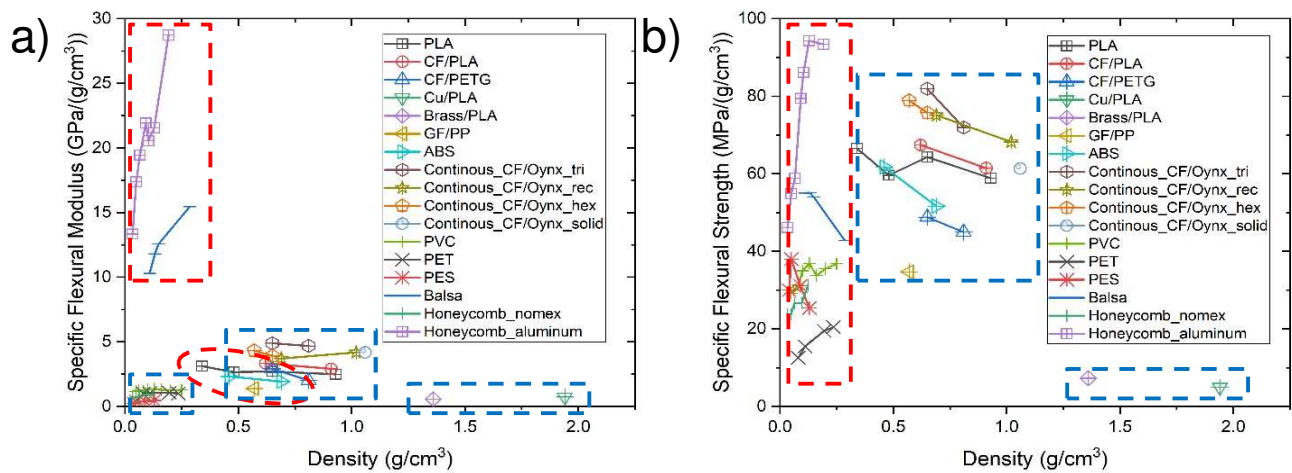 a)
Specific Flexural Modulus (GPa/(g/cm³))
30
25
20
15
10
5
0
PLA
CF/PLA
CF/PETG
Cu/PLA
Brass/PLA
GF/PP
ABS
Continous_CF/Oynx_tri
Continous_CF/Oynx_rec
Continous_CF/Oynx_hex
Continous_CF/Oynx_solid
PVC
PET
PES
Balsa
Honeycomb_nomex
Honeycomb_aluminum
0.0 0.5 1.0 1.5 2.0
Density (g/cm³)
b)
Specific Flexural Strength (MPa/(g/cm³))
100
80
60
40
20
0
PLA
CF/PLA
CF/PETG
Cu/PLA
Brass/PLA
GF/PP
ABS
Continous_CF/Oynx_tri
Continous_CF/Oynx_rec
Continous_CF/Oynx_hex
Continous_CF/Oynx_solid
PVC
PET
PES
Balsa
Honeycomb_nomex
Honeycomb_aluminum
0.0 0.5 1.0 1.5 2.0
Density (g/cm³)